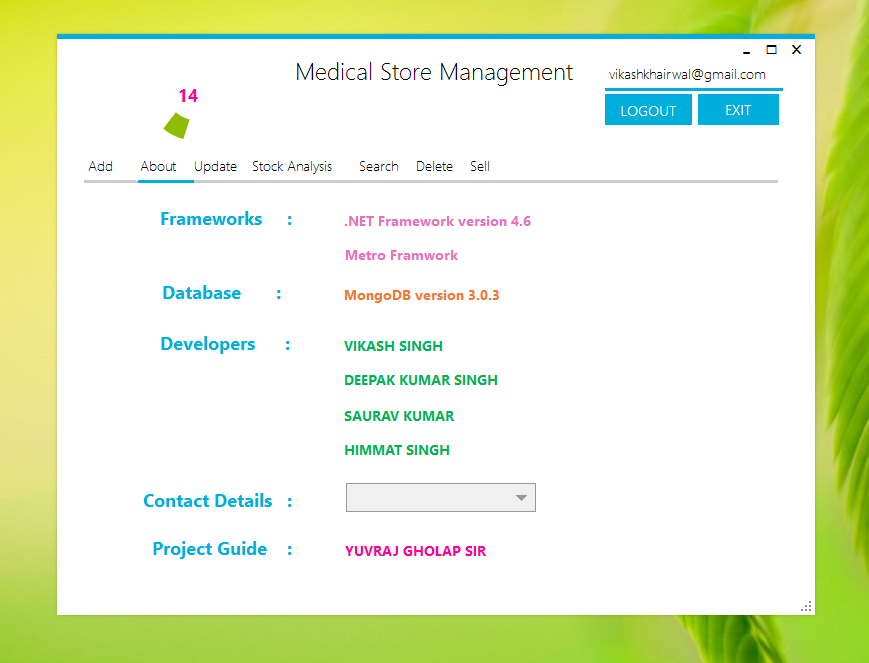 Medical Store Management
vikashkhairwal@gmail.com
14
LOGOUT EXIT
Add About Update Stock Analysis Search Delete Sell
Frameworks : .NET Framework version 4.6
Metro Framwork
Database : MongoDB version 3.0.3
Developers : VIKASH SINGH
DEEPAK KUMAR SINGH
SAURAV KUMAR
HIMMAT SINGH
Contact Details :
Project Guide : YUVRAJ GHOLAP SIR